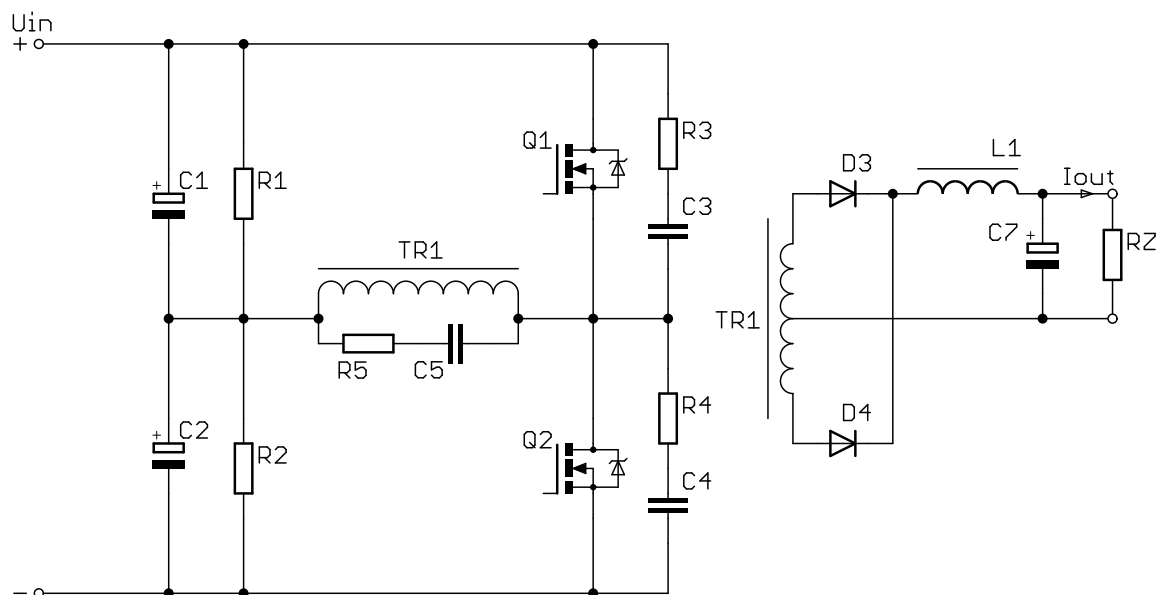 Uin
+
C1
R1
Q1
R3
C3
TR1
R5
C5
C2
R2
Q2
R4
C4
−
D3
L1
Iout
C7
RZ
TR1
D4
+
+
+